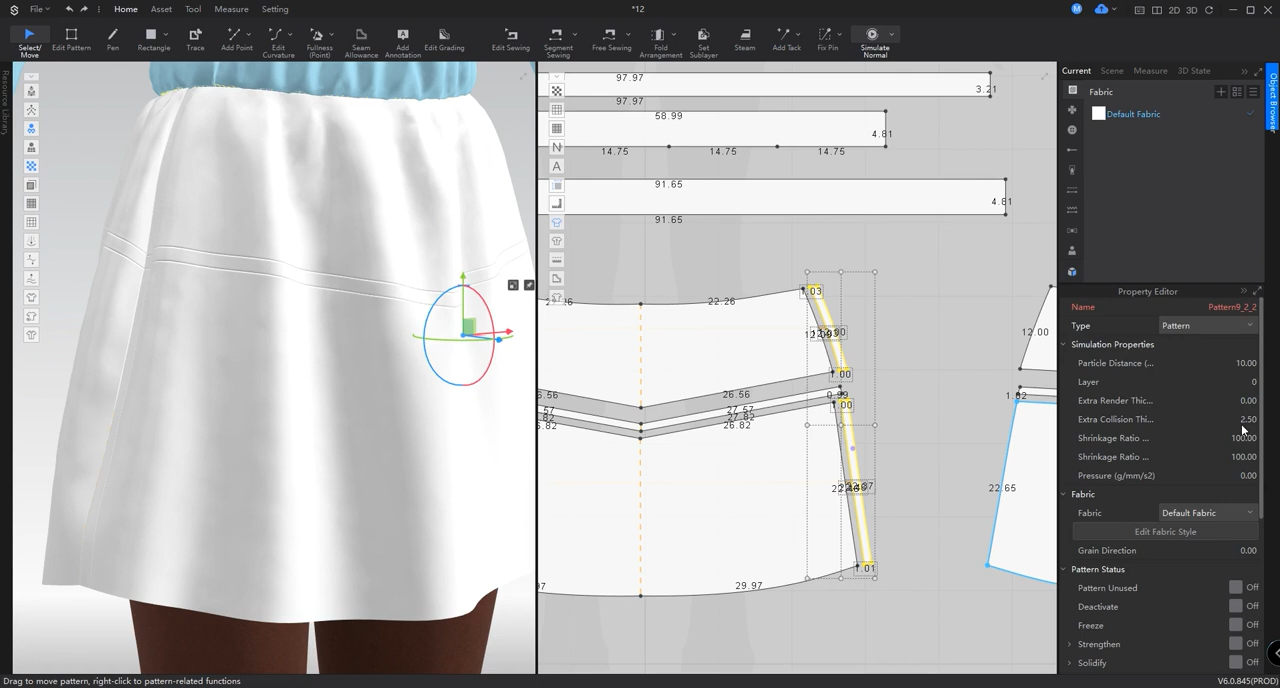 File
Home
Asset
Tool
Measure
Setting
*12
M
2D
3D
Select/
Move
Edit Pattern
Pen
Rectangle
Trace
Add Point
Edit
Curvature
Fullness
(Point)
Seam
Allowance
Add
Annotation
Edit Grading
Edit Sewing
Segment
Sewing
Free Sewing
Fold
Arrangement
Set
Sublayer
Steam
Add Tack
Fix Pin
Simulate
Normal
Resource Library
97.97
3.21
97.97
58.99
4.81
14.75
14.75
14.75
91.65
4.81
91.65
1.03
22.26
12.00
1.00
26.56
26.56
0.99
1.00
27.57
27.82
26.82
1.02
22.65
1.01
29.97
Current
Scene
Measure
3D State
Object Browser
Fabric
Default Fabric
Property Editor
Name
Pattern9_2_2
Type
Pattern
Simulation Properties
Particle Distance (...
10.00
Layer
0
Extra Render Thic...
0.00
Extra Collision Thi...
2.50
Shrinkage Ratio ...
100.00
Shrinkage Ratio ...
100.00
Pressure (g/mm/s2)
0.00
Fabric
Fabric
Default Fabric
Edit Fabric Style
Grain Direction
0.00
Pattern Status
Pattern Unused
Off
Deactivate
Off
Freeze
Off
Strengthen
Off
Solidify
Off
Drag to move pattern, right-click to pattern-related functions
V6.0.845(PROD)